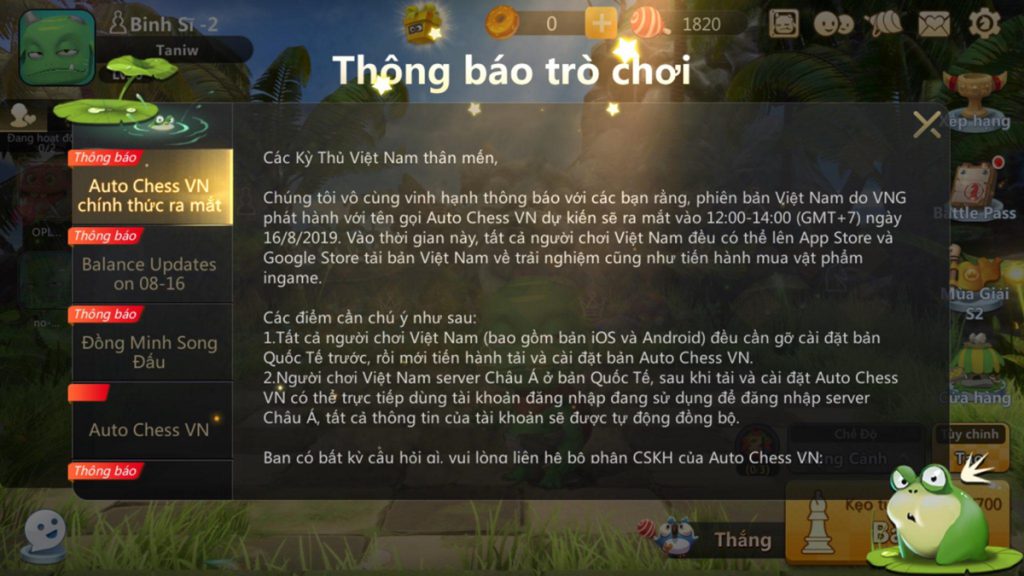 Binh Sĩ -2
Taniw
0
1820
Thông báo trò chơi
Đang hoạt
Xếp hạng
Thông báo
Auto Chess VN
chính thức ra mắt
Thông báo
Balance Updates
on 08-16
Thông báo
Đồng Minh Song
Đấu
Auto Chess VN
Thông báo
Các Kỳ Thủ Việt Nam thân mến,
Chúng tôi vô cùng vinh hạnh thông báo với các bạn rằng, phiên bản Việt Nam do VNG
phát hành với tên gọi Auto Chess VN dự kiến sẽ ra mắt vào 12:00-14:00 (GMT+7) ngày
16/8/2019. Vào thời gian này, tất cả người chơi Việt Nam đều có thể lên App Store và
Google Store tải bản Việt Nam về trải nghiệm cũng như tiến hành mua vật phẩm
ingame.
Các điểm cần chú ý như sau:
1.Tất cả người chơi Việt Nam (bao gồm bản iOS và Android) đều cần gỡ cài đặt bản
Quốc Tế trước, rồi mới tiến hành tải và cài đặt bản Auto Chess VN.
2.Người chơi Việt Nam server Châu Á ở bản Quốc Tế, sau khi tải và cài đặt Auto Chess
VN có thể trực tiếp dùng tài khoản đăng nhập đang sử dụng để đăng nhập server
Châu Á, tất cả thông tin của tài khoản sẽ được tự động đồng bộ.
Bạn có bất kỳ câu hỏi gì, vui lòng liên hệ bộ phận CSKH của Auto Chess VN:
Battle Pass
Mùa Giải
S2
Cửa hàng
Chế Độ
Tùy chỉnh
Cạnh
Kẹo
700
Thắng